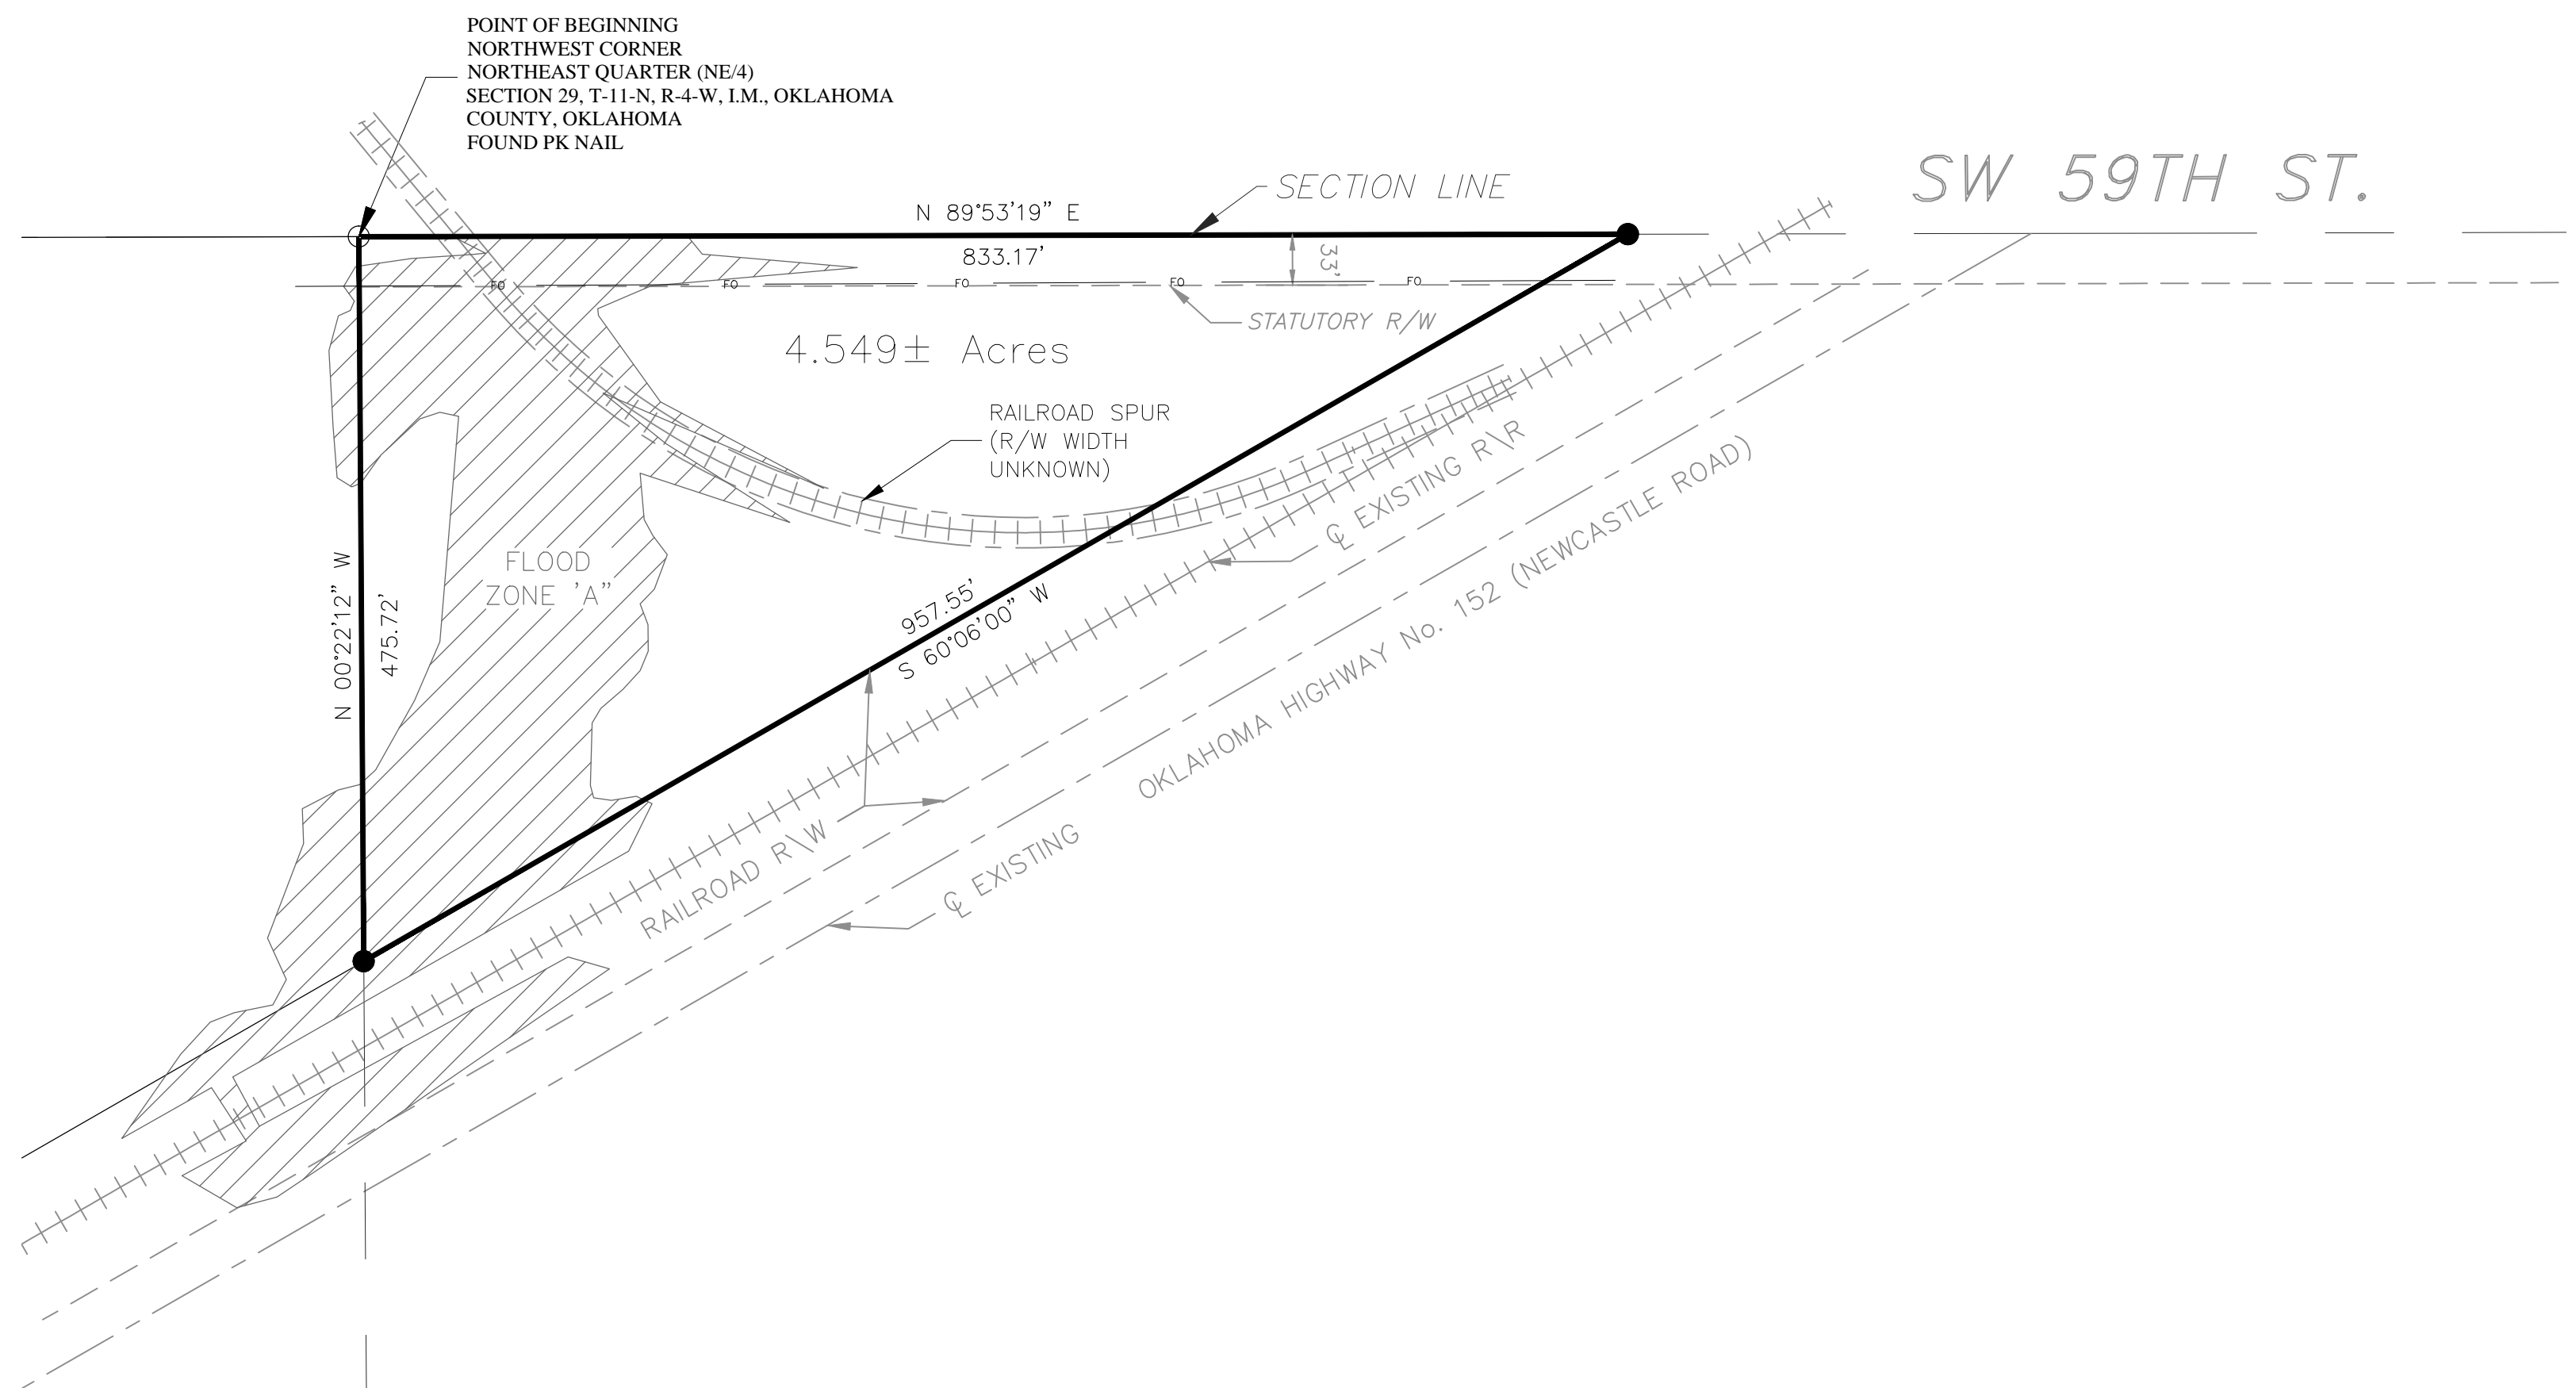 POINT OF BEGINNING
NORTHWEST CORNER
NORTHEAST QUARTER (NE/4)
SECTION 29, T-11-N, R-4-W, I.M., OKLAHOMA
COUNTY, OKLAHOMA
FOUND PK NAIL
SW 59TH ST.
SECTION LINE
N 89°53'19" E
833.17'
33'
FO
FO
FO
FO
FO
STATUTORY R/W
4.549± Acres
RAILROAD SPUR
(R/W WIDTH
UNKNOWN)
℄ EXISTING R\R
FLOOD
ZONE 'A"
N 00°22'12" W
475.72'
957.55'
S 60°06'00" W
OKLAHOMA HIGHWAY No. 152 (NEWCASTLE ROAD)
RAILROAD R\W
℄ EXISTING